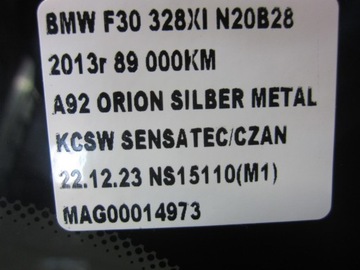 BMW F30 328XI N20B28
2013r 89 000KM
A92 ORION SILBER METAL
KCSW SENSATEC/CZAN
22.12.23 NS15110(M1)
MAG00014973